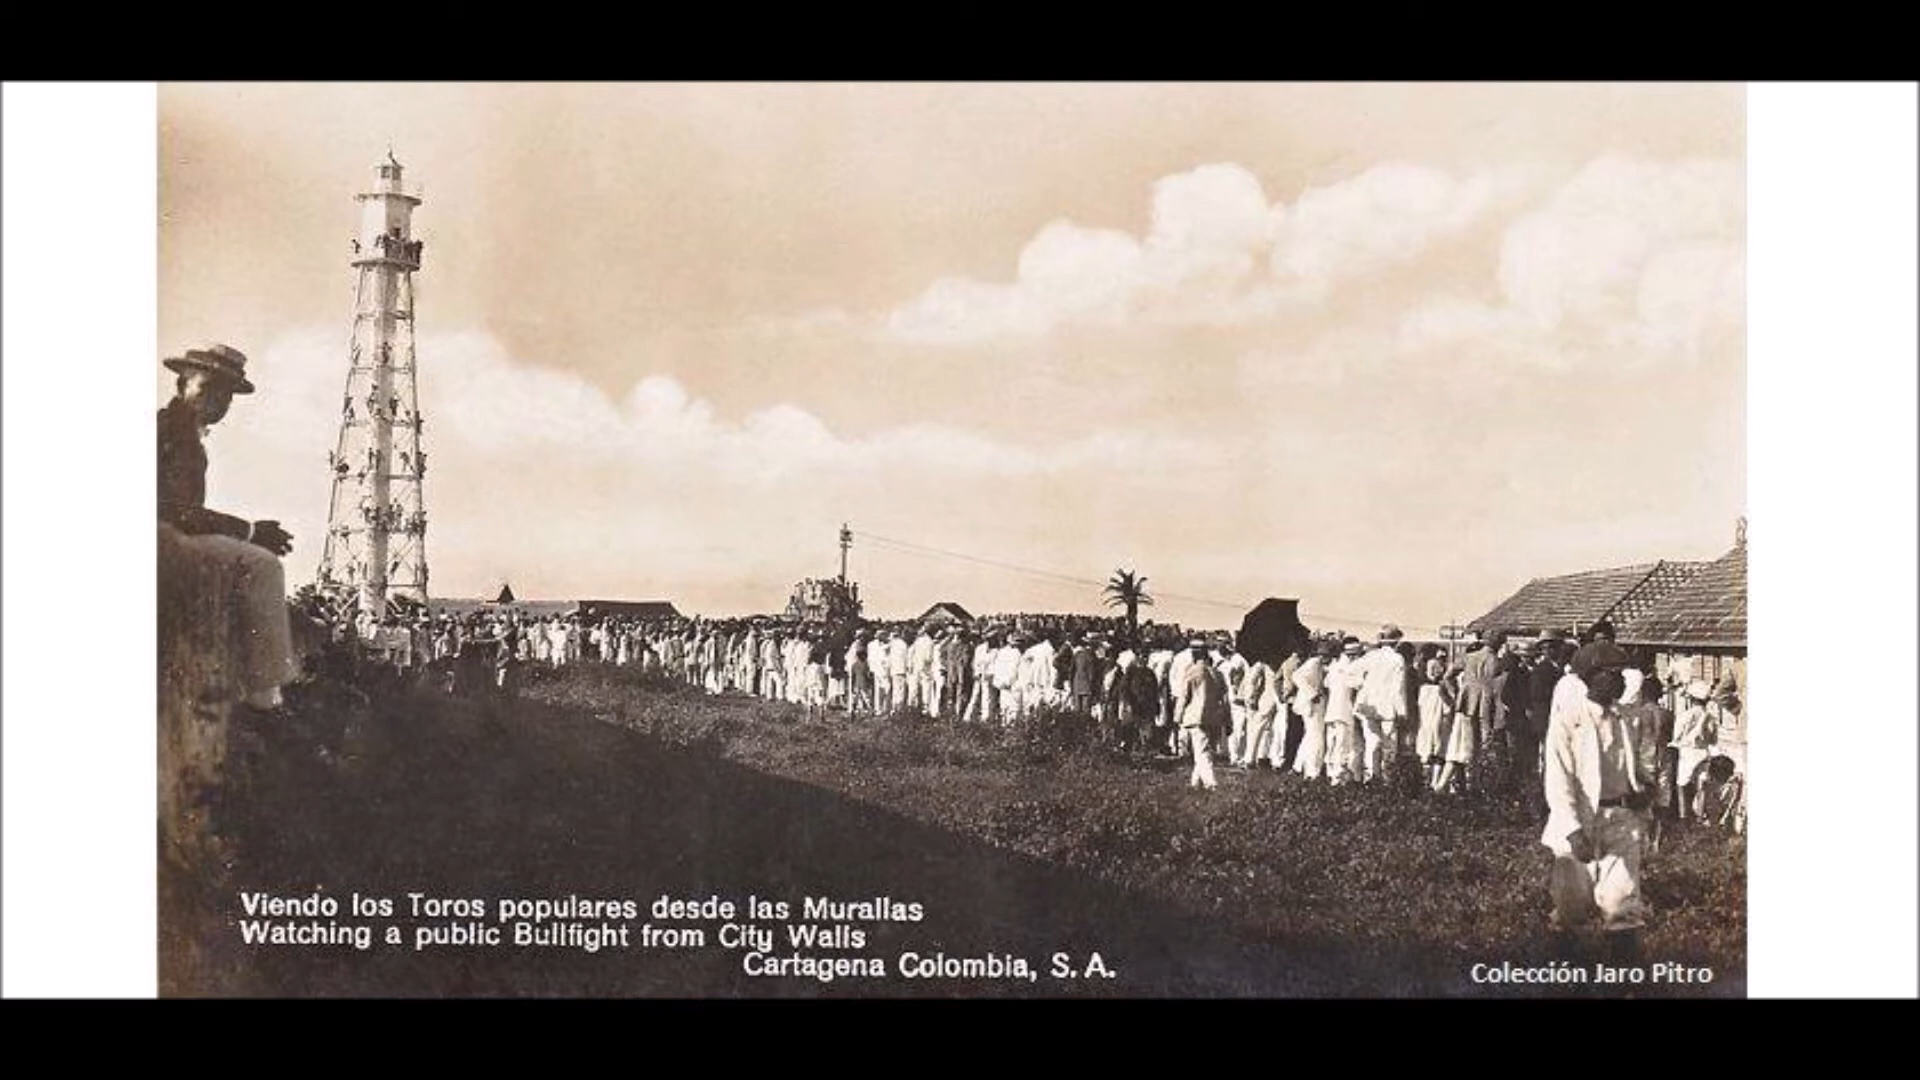 Viendo los Toros populares desde las Murallas
Watching a public Bullfight from City Walls
Cartagena Colombia, S. A.
Colección Jaro Pitro